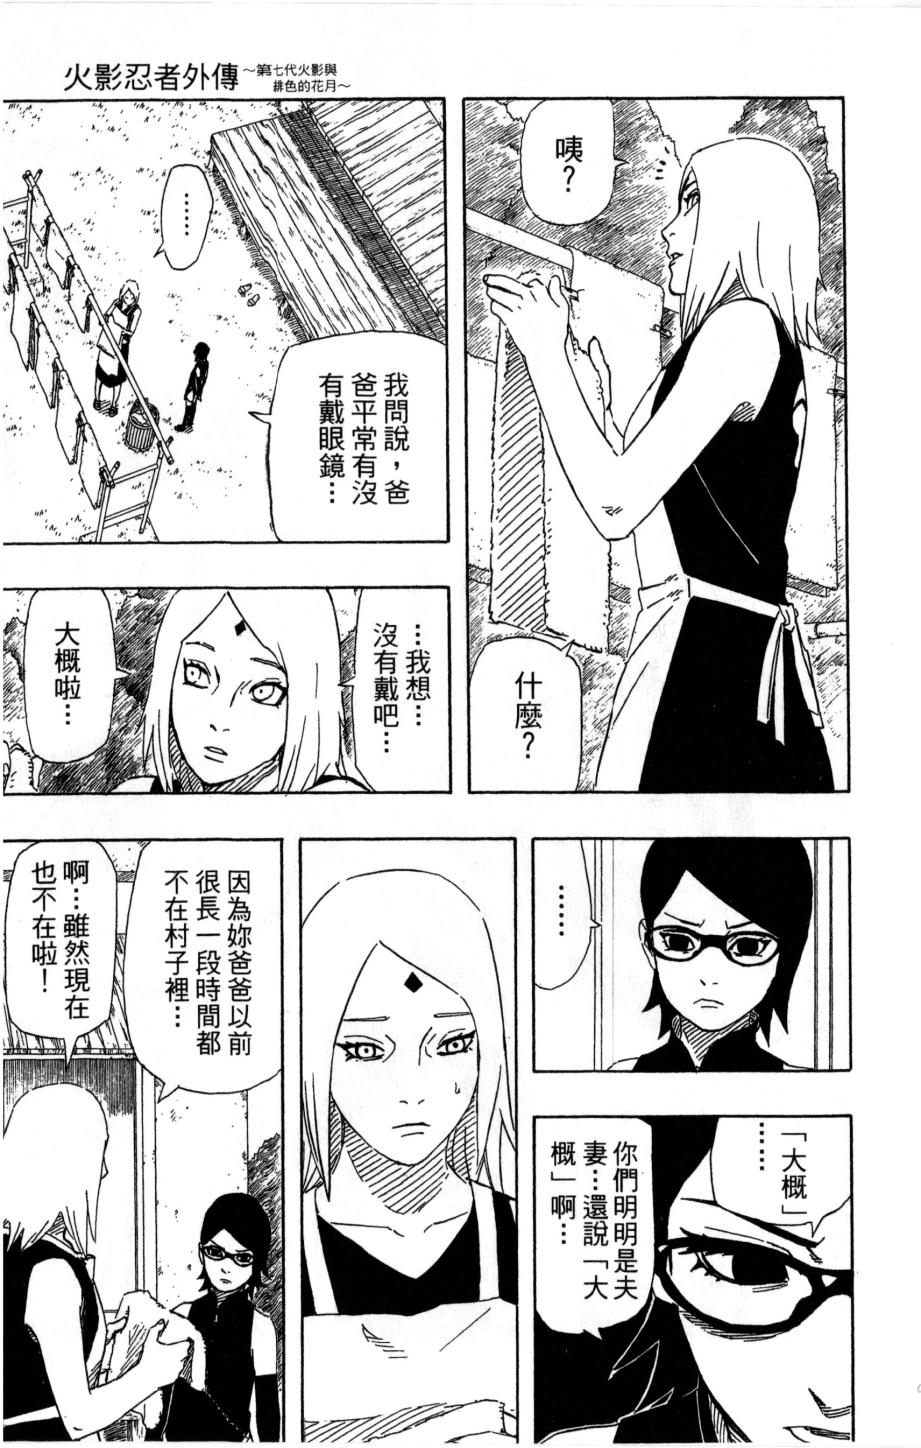 火影忍者外傳
～第七代火影與
緋色的花月～
咦？
什麼？
我問說，爸
爸平常有沒
有戴眼鏡…
……
…我想…
沒有戴吧…
大概啦…
……
「大概」
……
你們明明是夫
妻…還說「大
概」啊…
因為妳爸爸以前
很長一段時間都
不在村子裡…
啊…雖然現在
也不在啦！